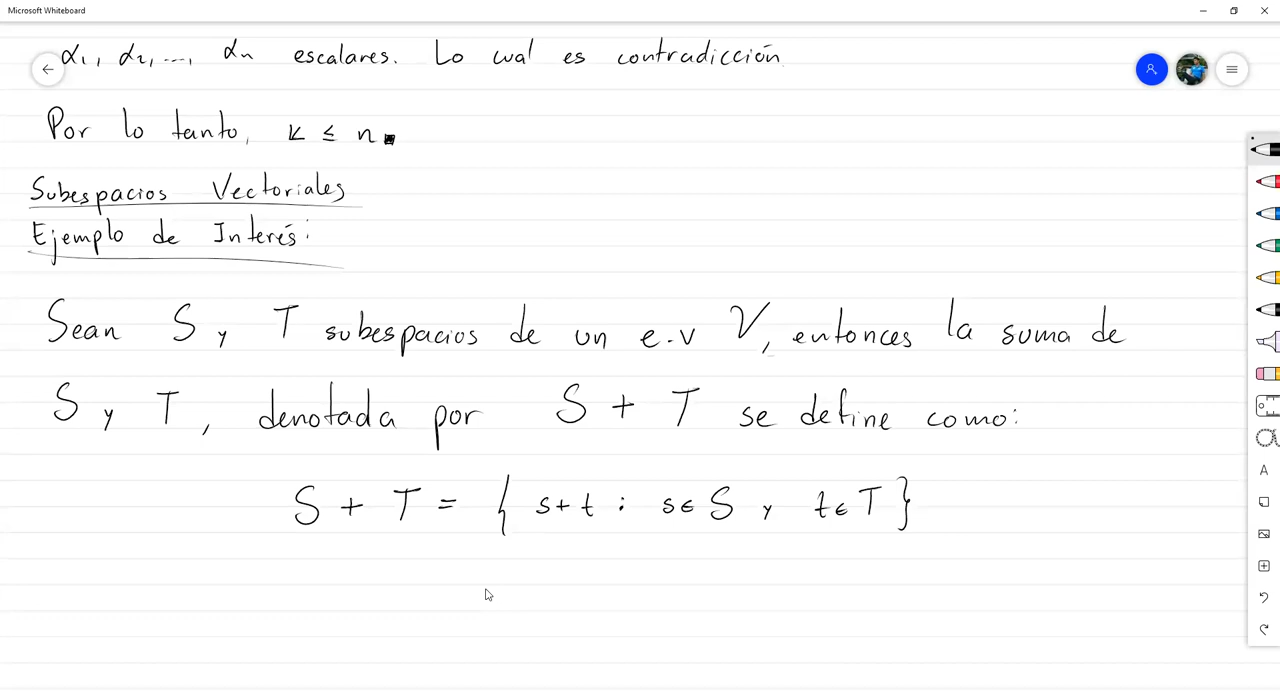 Microsoft Whiteboard
α₁, α₂, ..., αₙ escalares. Lo cual es contradicción.
Por lo tanto, k ≤ n ■
Subespacios Vectoriales
Ejemplo de Interés:
Sean S y T subespacios de un e.v V, entonces la suma de
S y T, denotada por S + T se define como:
S + T = { s+t : s∈S y t∈T }
A